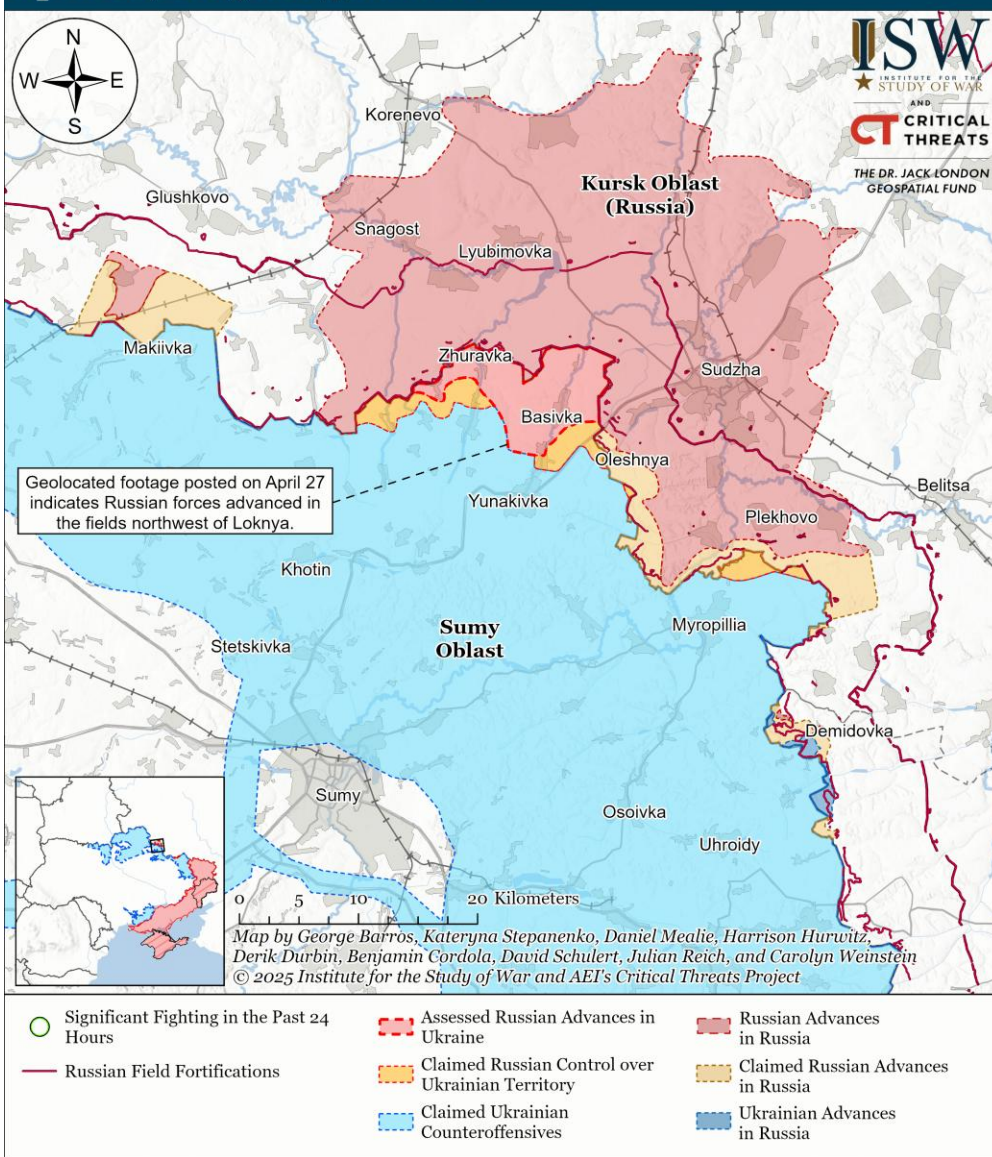 N
W E
S
ISW
INSTITUTE FOR THE
STUDY OF WAR
AND
CT CRITICAL
THREATS
THE DR. JACK LONDON
GEOSPATIAL FUND
Korenevo
Kursk Oblast
(Russia)
Glushkovo
Snagost
Lyubimovka
Makiivka
Zhuravka
Sudzha
Basivka
Oleshnya
Belitsa
Geolocated footage posted on April 27
indicates Russian forces advanced in
the fields northwest of Loknya.
Yunakivka
Plekhovo
Khotin
Sumy
Oblast
Myropillia
Stetskivka
Demidovka
Sumy
Osoivka
Uhroidy
0 5 10 20 Kilometers
Map by George Barros, Kateryna Stepanenko, Daniel Mealie, Harrison Hurwitz,
Derik Durbin, Benjamin Cordola, David Schulert, Julian Reich, and Carolyn Weinstein
© 2025 Institute for the Study of War and AEI's Critical Threats Project
Significant Fighting in the Past 24
Hours
Russian Field Fortifications
Assessed Russian Advances in
Ukraine
Claimed Russian Control over
Ukrainian Territory
Claimed Ukrainian
Counteroffensives
Russian Advances
in Russia
Claimed Russian Advances
in Russia
Ukrainian Advances
in Russia